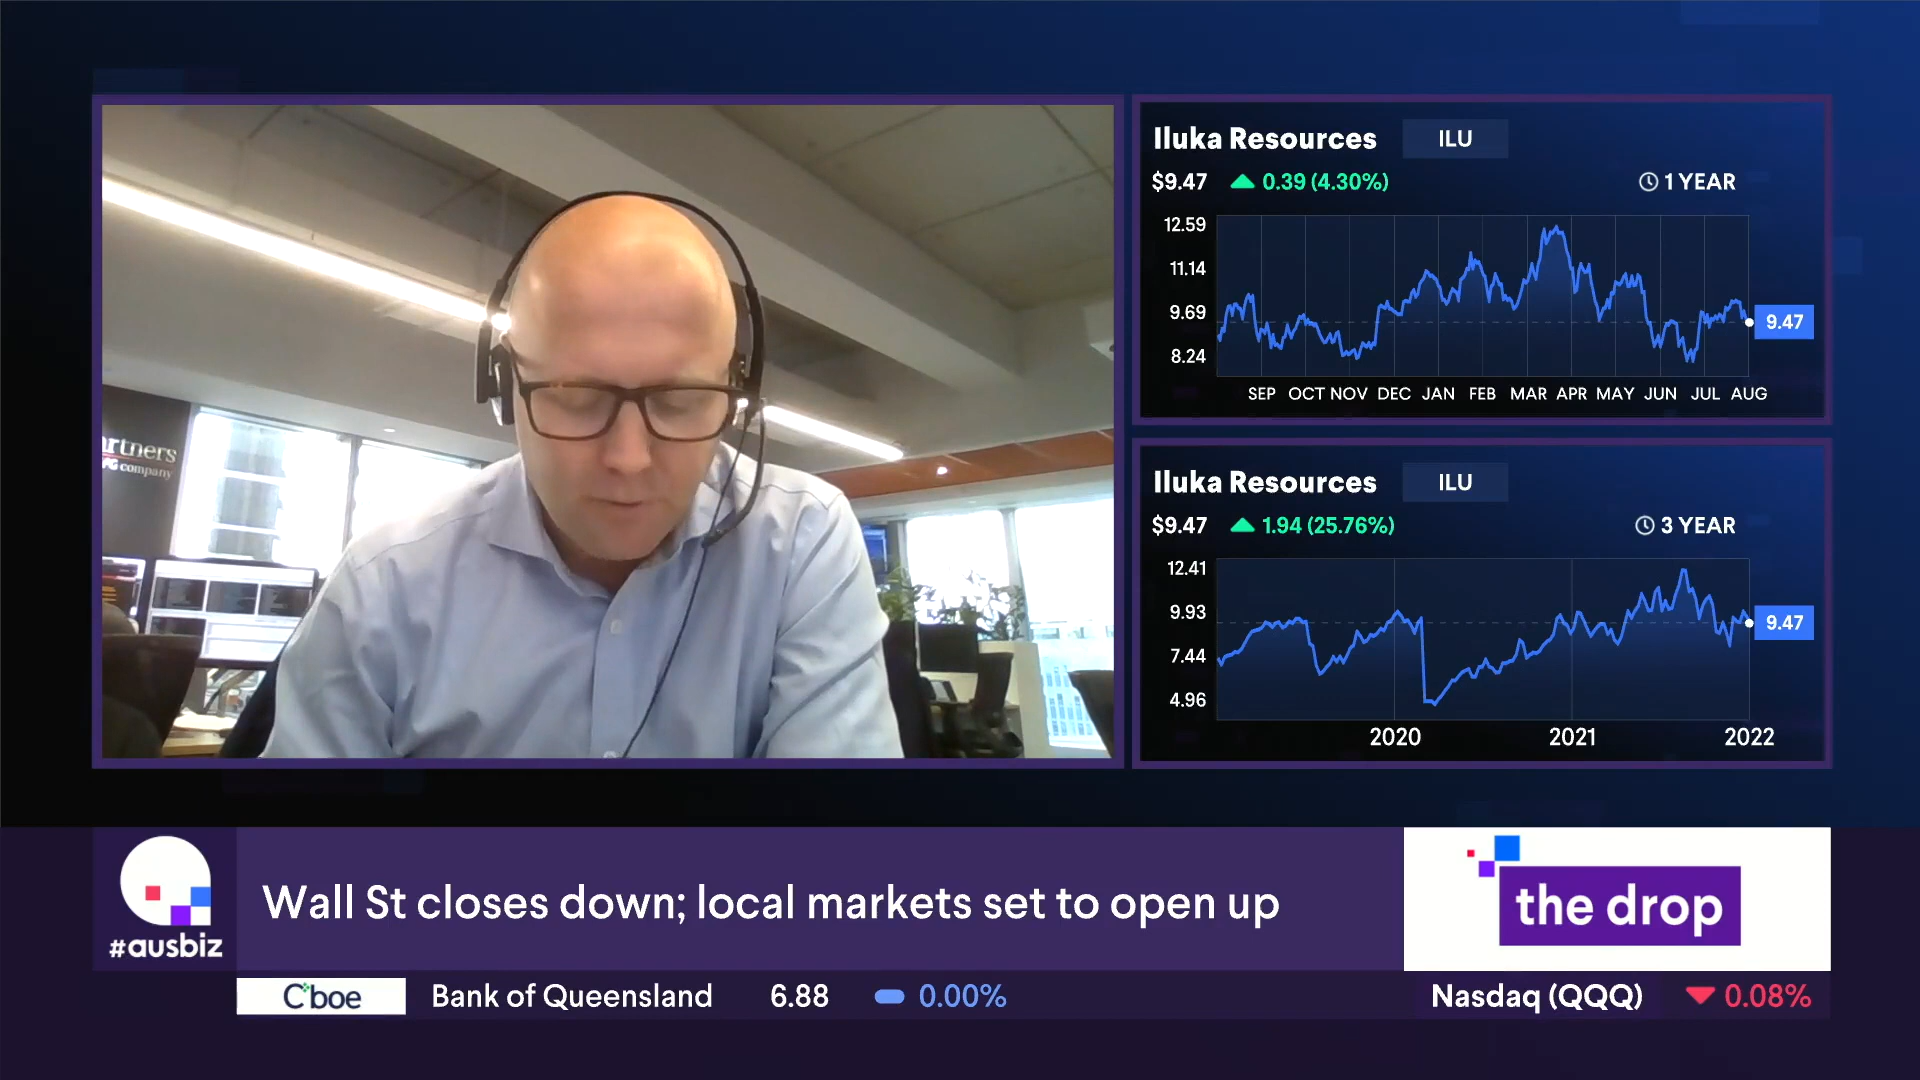 Iluka Resources ILU
$9.47 0.39 (4.30%) 1 YEAR
12.59
11.14
9.69
8.24
9.47
SEP OCT NOV DEC JAN FEB MAR APR MAY JUN JUL AUG
Iluka Resources ILU
$9.47 1.94 (25.76%) 3 YEAR
12.41
9.93
7.44
4.96
9.47
2020 2021 2022
rtners
company
#ausbiz
Wall St closes down; local markets set to open up
the drop
Cboe Bank of Queensland 6.88 0.00% Nasdaq (QQQ) 0.08%